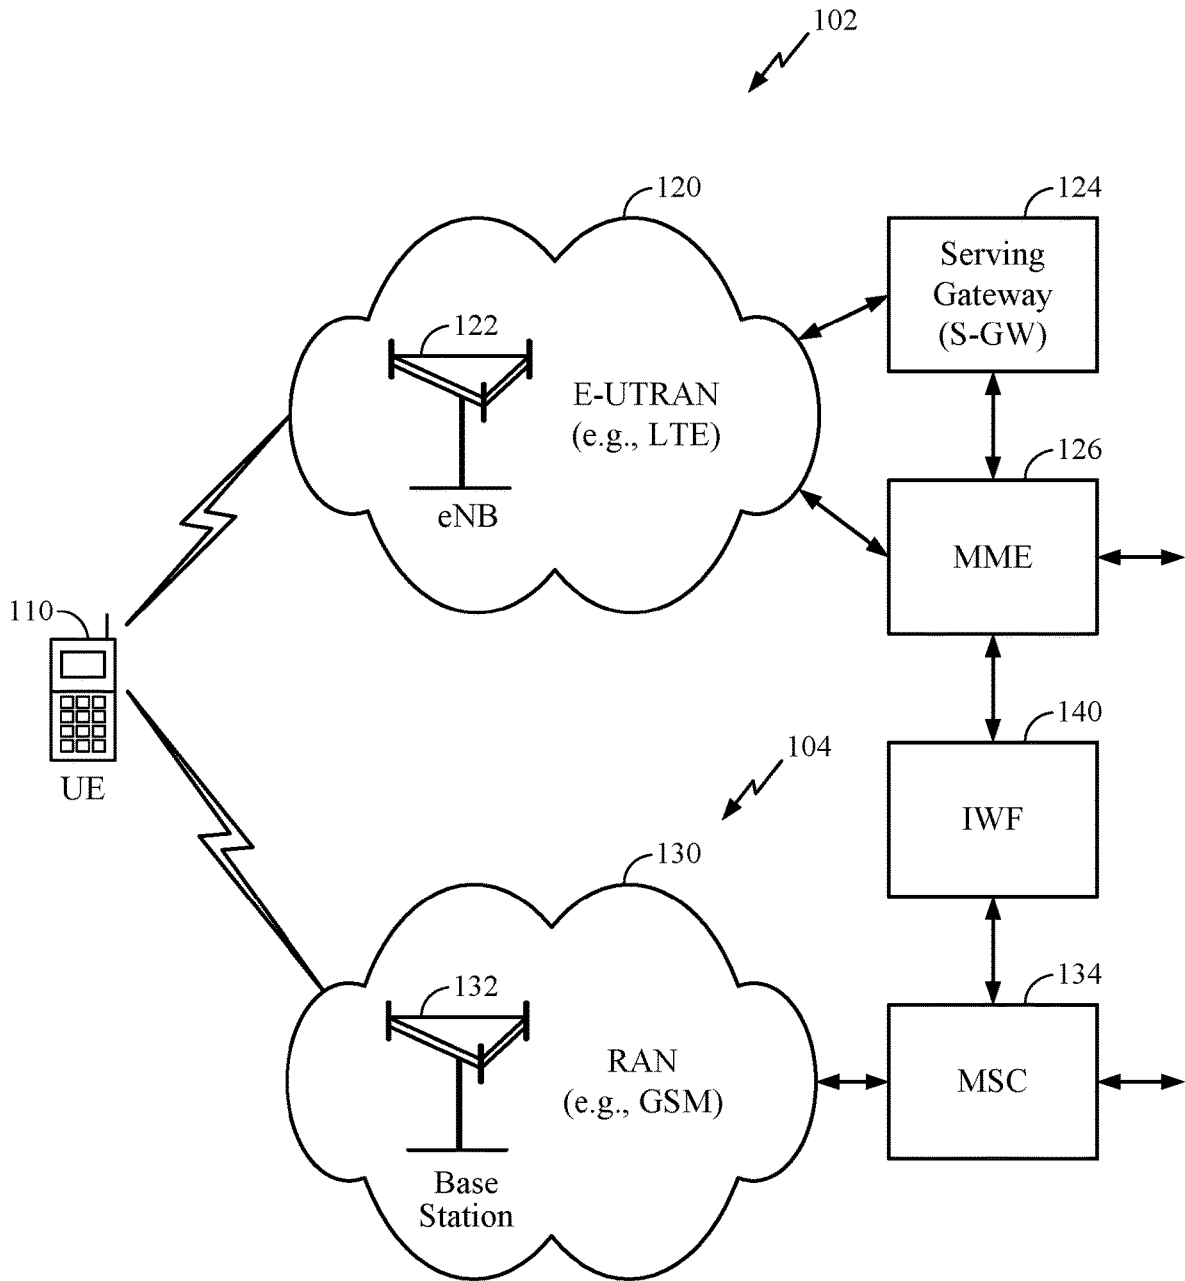 102
120
124
Serving
Gateway
(S-GW)
122
E-UTRAN
(e.g., LTE)
eNB
126
MME
110
UE
140
IWF
104
130
134
132
RAN
(e.g., GSM)
MSC
Base
Station